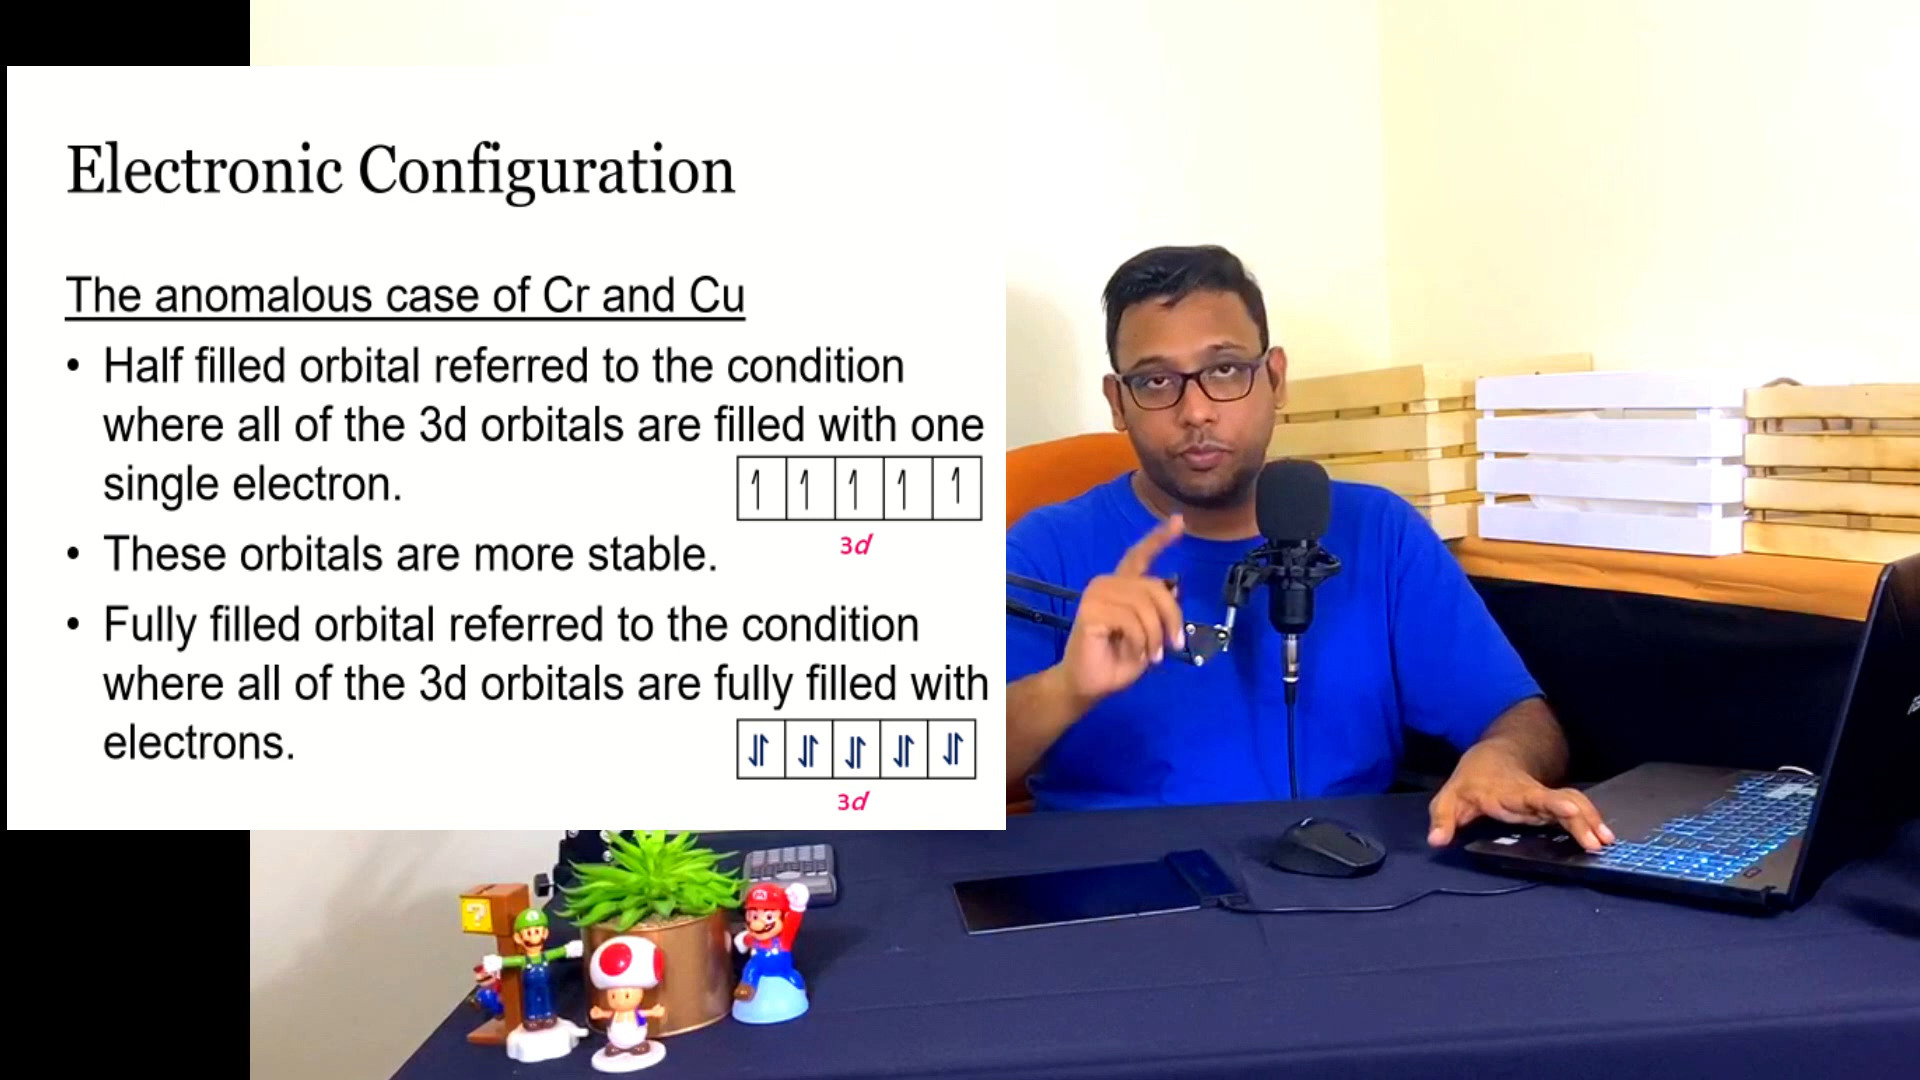 Electronic Configuration
The anomalous case of Cr and Cu
• Half filled orbital referred to the condition
where all of the 3d orbitals are filled with one
single electron.
3d
• These orbitals are more stable.
• Fully filled orbital referred to the condition
where all of the 3d orbitals are fully filled with
electrons.
3d
?
M